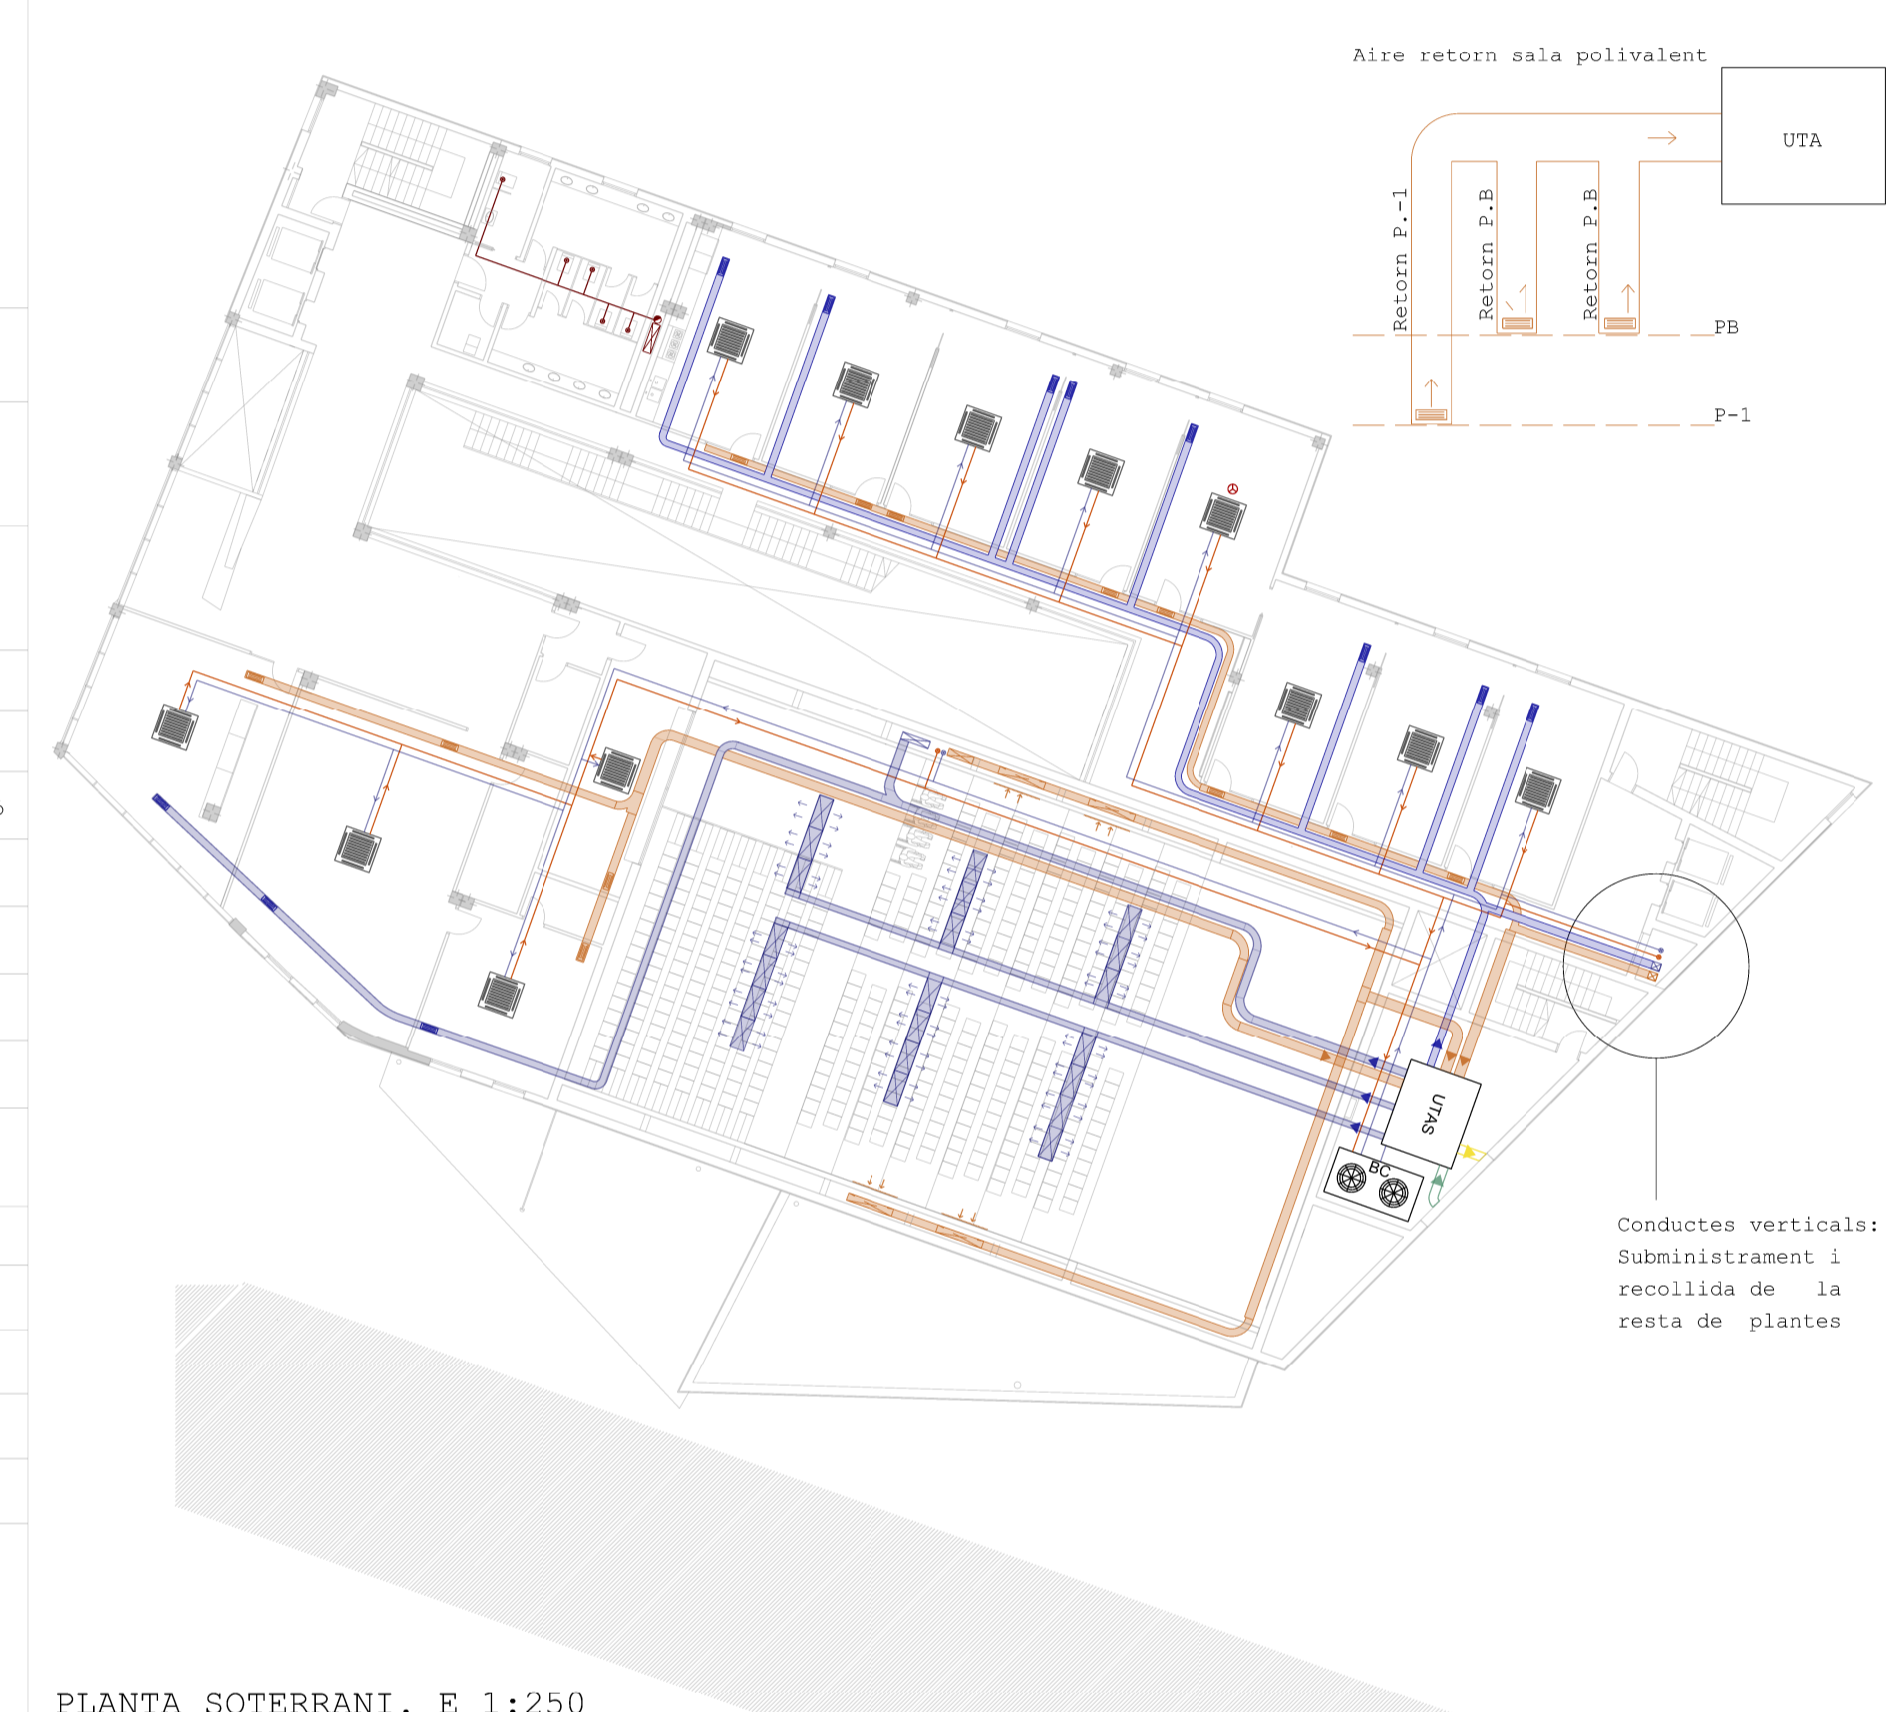 Aire retorn sala polivalent
UTA
Retorn P.-1
Retorn P.B
Retorn P.B
PB
P-1
UTAS
BC
Conductes verticals:
Subministrament i
recollida de la
resta de plantes
PLANTA SOTERRANI. E 1:250